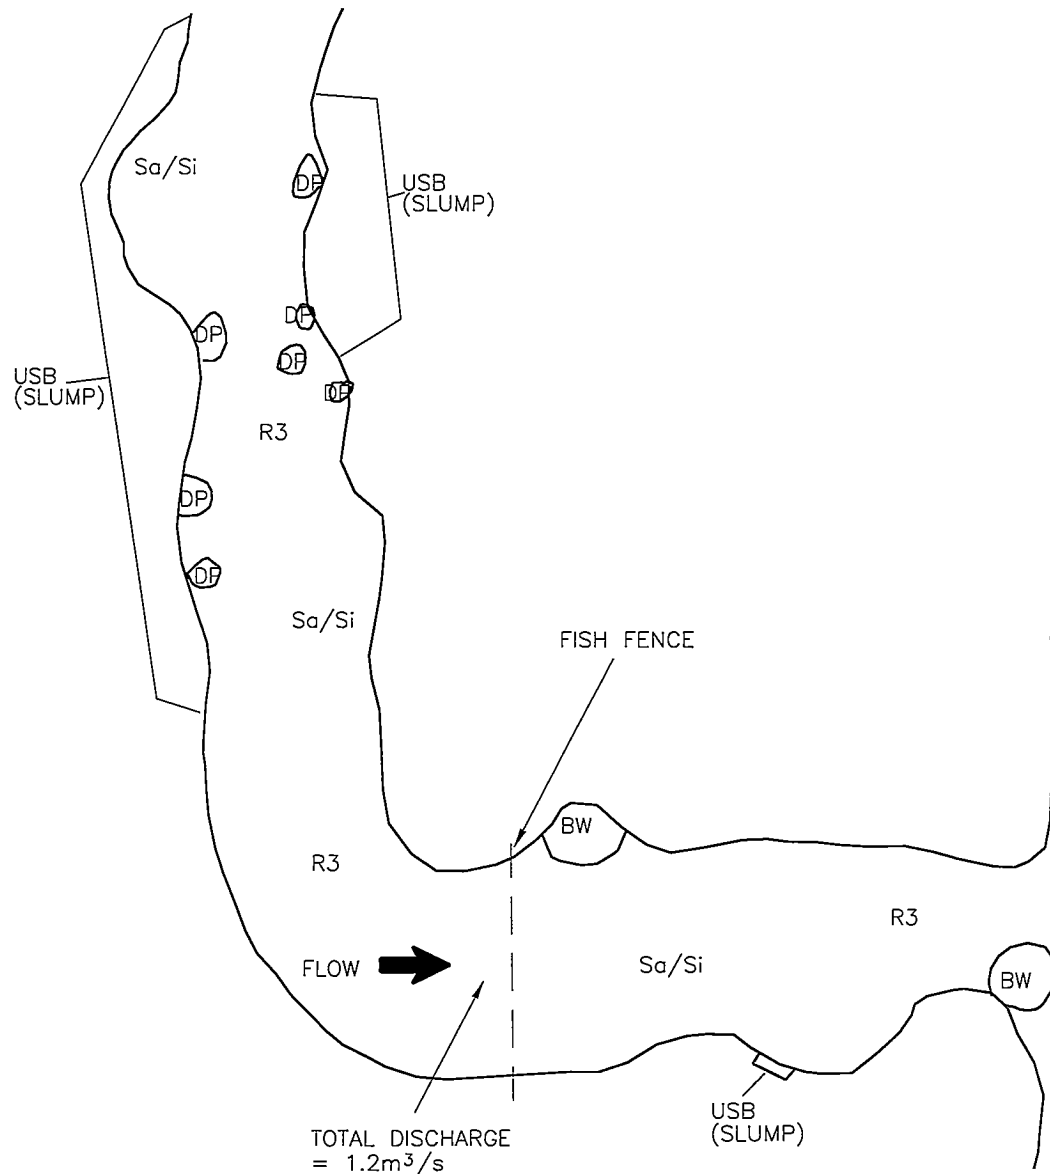 Sa/Si
DP
USB
(SLUMP)
DP
DP
DP
USB
(SLUMP)
DP
R3
DP
DP
Sa/Si
FISH FENCE
BW
R3
R3
FLOW
Sa/Si
BW
USB
(SLUMP)
TOTAL DISCHARGE
= 1.2m³/s